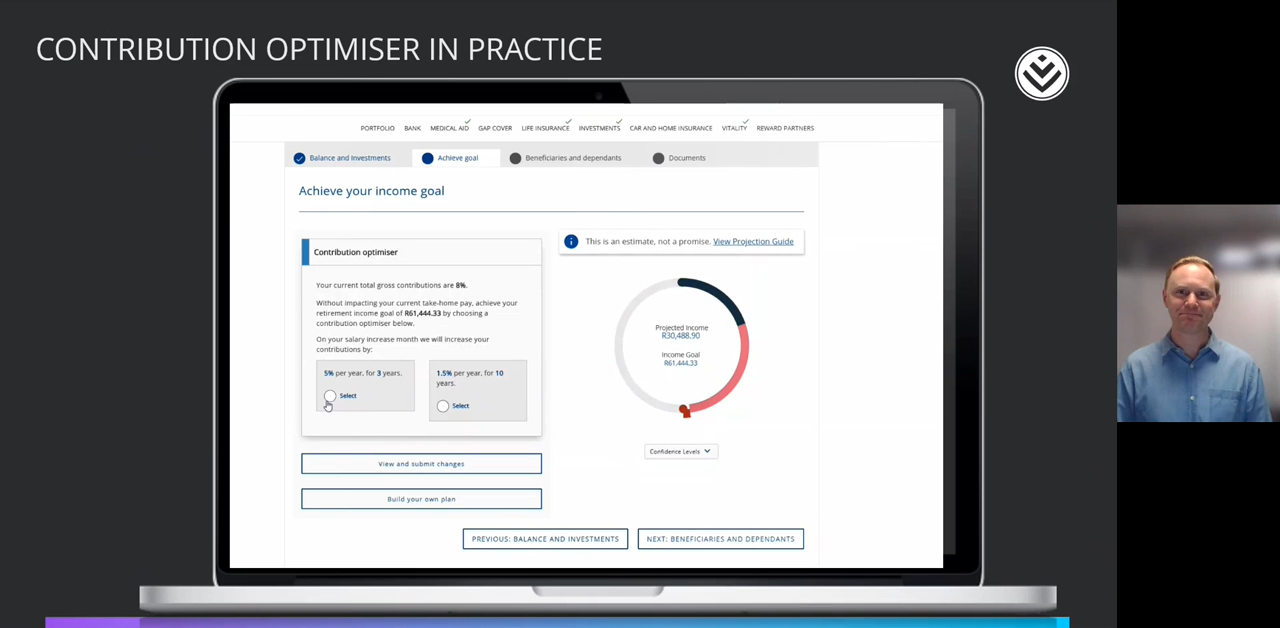 CONTRIBUTION OPTIMISER IN PRACTICE
PORTFOLIO BANK MEDICAL AID GAP COVER LIFE INSURANCE INVESTMENTS CAR AND HOME INSURANCE VITALITY REWARD PARTNERS
Balance and Investments Achieve goal Beneficiaries and dependants Documents
Achieve your income goal
Contribution optimiser
Your current total gross contributions are 8%.
Without impacting your current take-home pay, achieve your
retirement income goal of R61,444.33 by choosing a
contribution optimiser below.
On your salary increase month we will increase your
contributions by:
5% per year, for 3 years.
Select
1.5% per year, for 10
years.
Select
View and submit changes
Build your own plan
This is an estimate, not a promise. View Projection Guide
Projected Income
R30,488.90
Income Goal
R61,444.33
Confidence Levels
PREVIOUS: BALANCE AND INVESTMENTS
NEXT: BENEFICIARIES AND DEPENDANTS